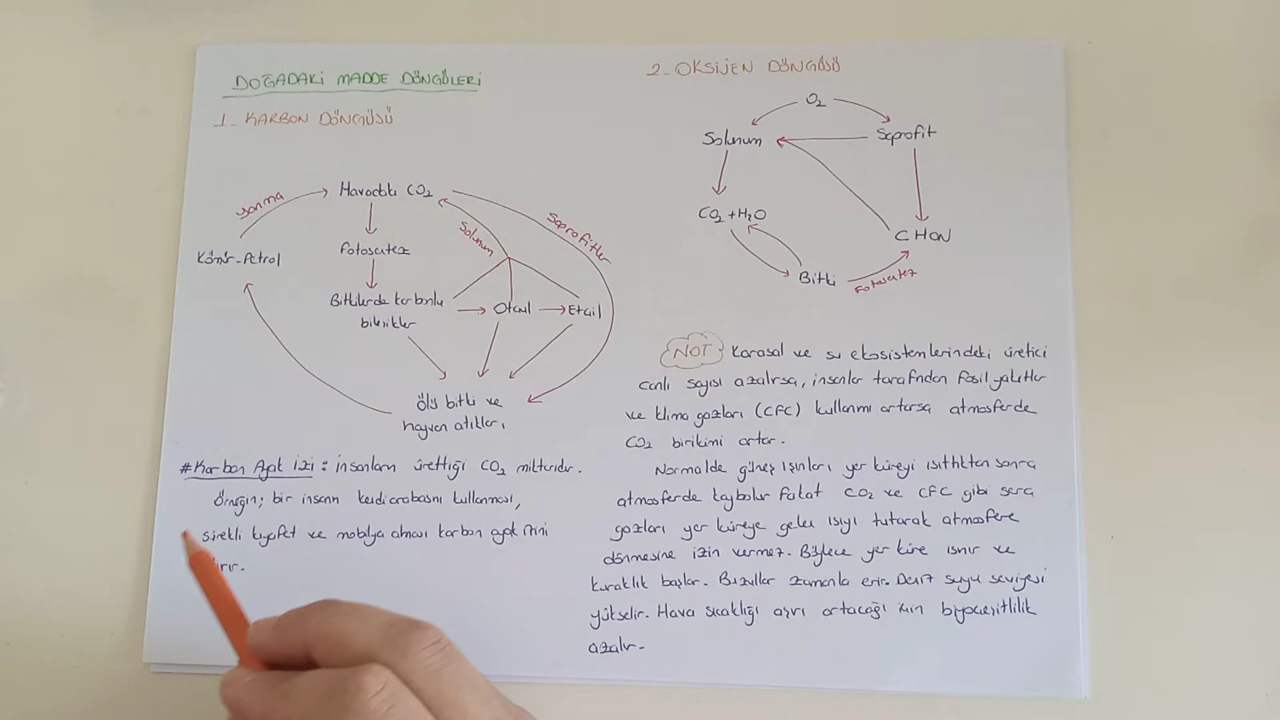 DOĞADAKİ MADDE DÖNGÜLERİ
1- KARBON DÖNGÜSÜ
Havadaki CO₂
yanma
Solunum
Saprofitler
Kömür-Petrol
Fotosentez
Bitkilerde karbonlu
bileşikler
Otçul
Etçil
Ölü bitki ve
hayvan atıkları
#Karbon Ayak İzi: insanların ürettiği CO₂ miktarıdır.
Örneğin; bir insanın kendi arabasını kullanması,
sürekli kıyafet ve mobilya alması karbon ayak izini
2- OKSİJEN DÖNGÜSÜ
O₂
Solunum
Saprofit
CO₂ + H₂O
CHON
Bitki
Fotosentez
NOT Karasal ve su ekosistemlerindeki üretici
canlı sayısı azalırsa, insanlar tarafından fosil yakıtlar
ve klima gazları (CFC) kullanımı artarsa atmosferde
CO₂ birikimi artar.
Normalde güneş ışınları yer küreyi ısıttıktan sonra
atmosferde kaybolur fakat CO₂ ve CFC gibi sera
gazları yer küreye gelen ısıyı tutarak atmosfere
dönmesine izin vermez. Böylece yer küre ısınır ve
kuraklık başlar. Buzullar zamanla erir. Deniz suyu seviyesi
yükselir. Hava sıcaklığı aşırı artacağı için biyoçeşitlilik
azalır.